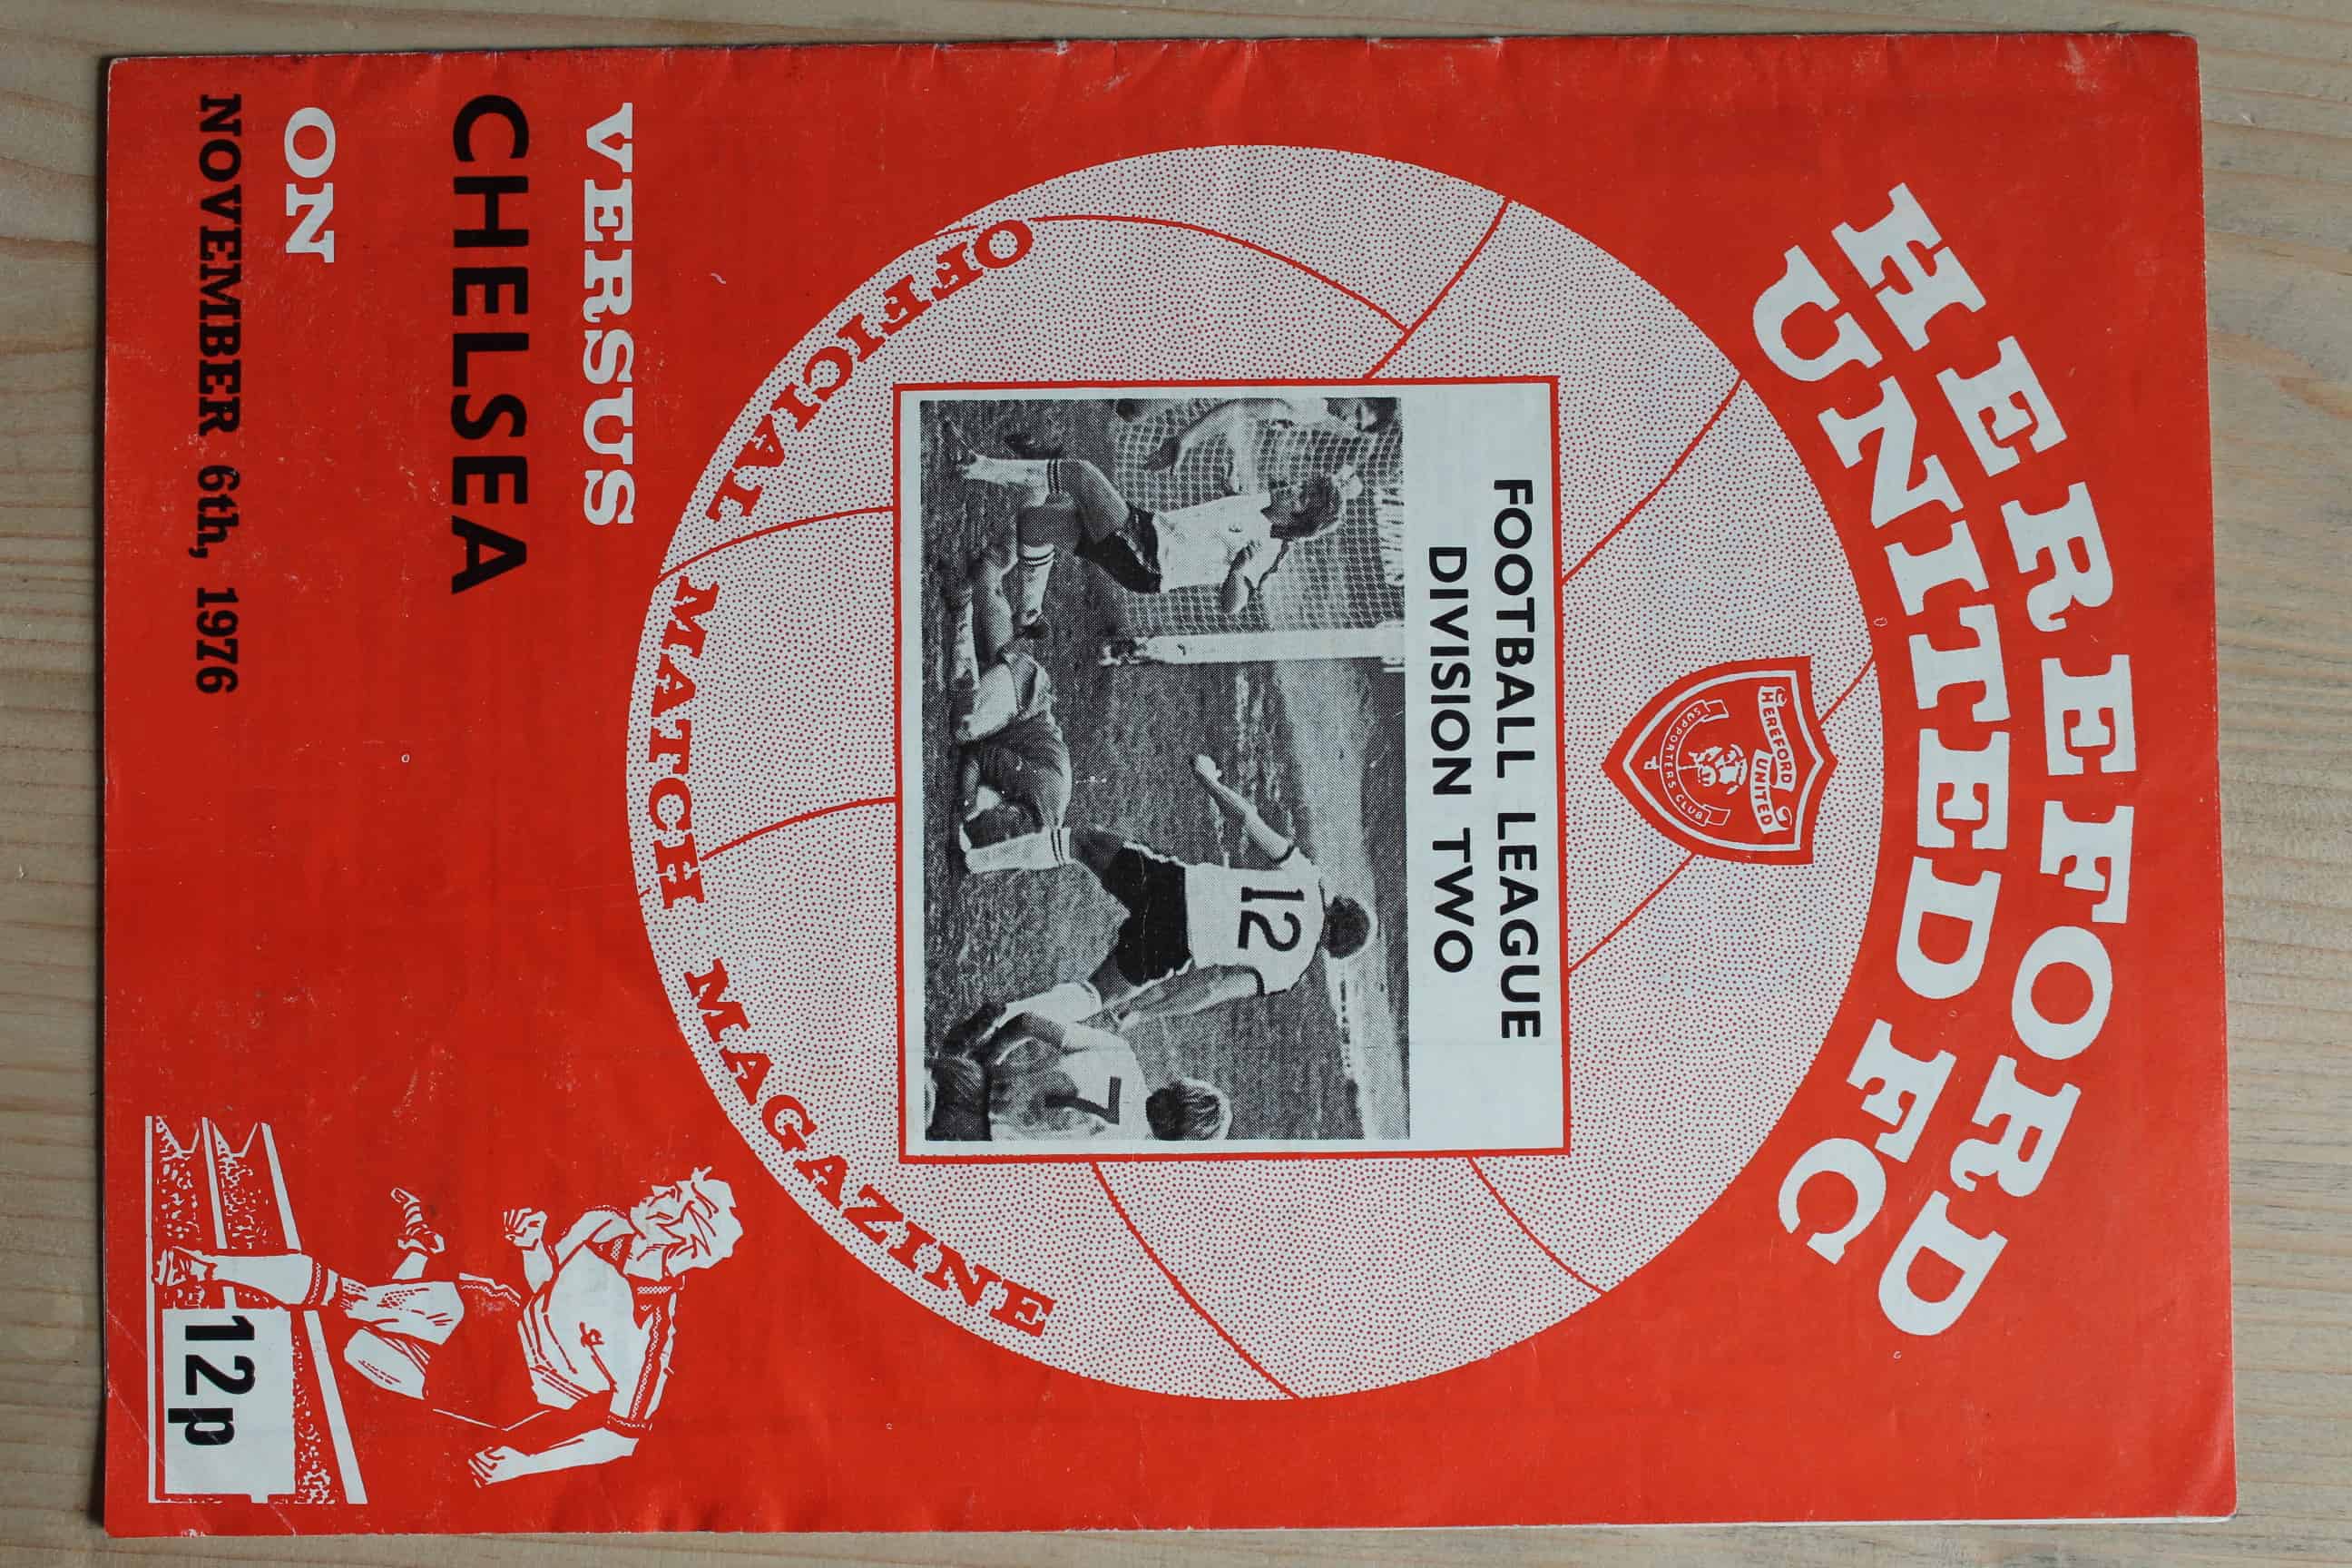 HEREFORD
UNITED FC
HEREFORD UNITED
SUPPORTERS CLUB
FOOTBALL LEAGUE
DIVISION TWO
12
7
OFFICIAL MATCH MAGAZINE
VERSUS
CHELSEA
ON
NOVEMBER 6th, 1976
12p